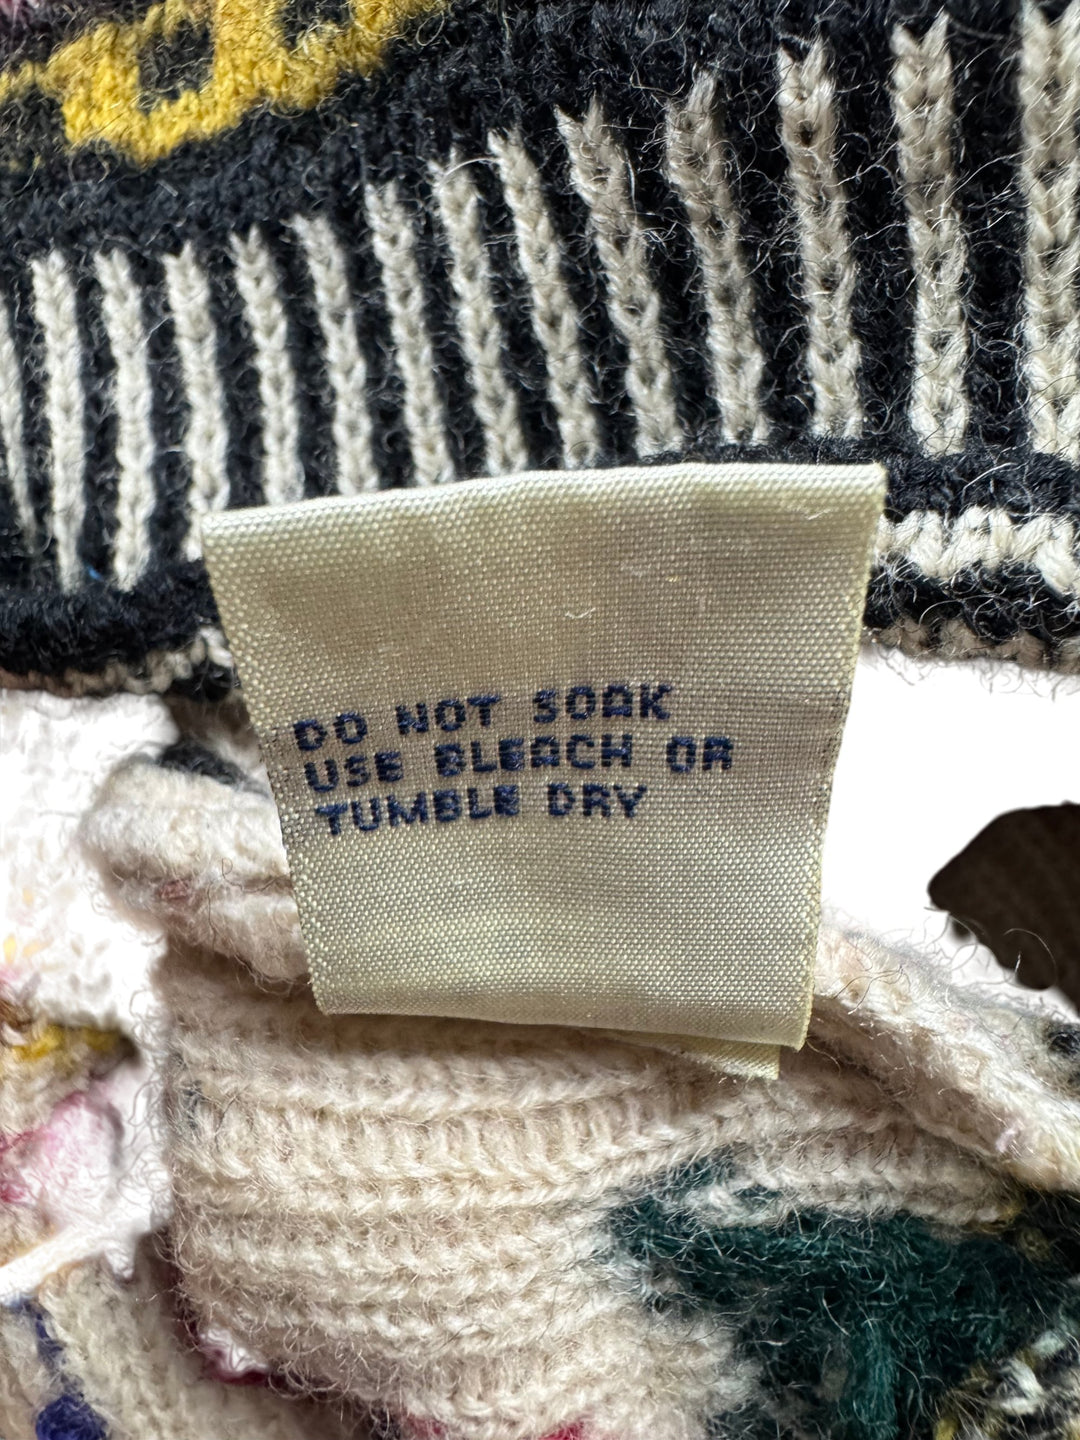 DO NOT SOAK
USE BLEACH OR
TUMBLE DRY